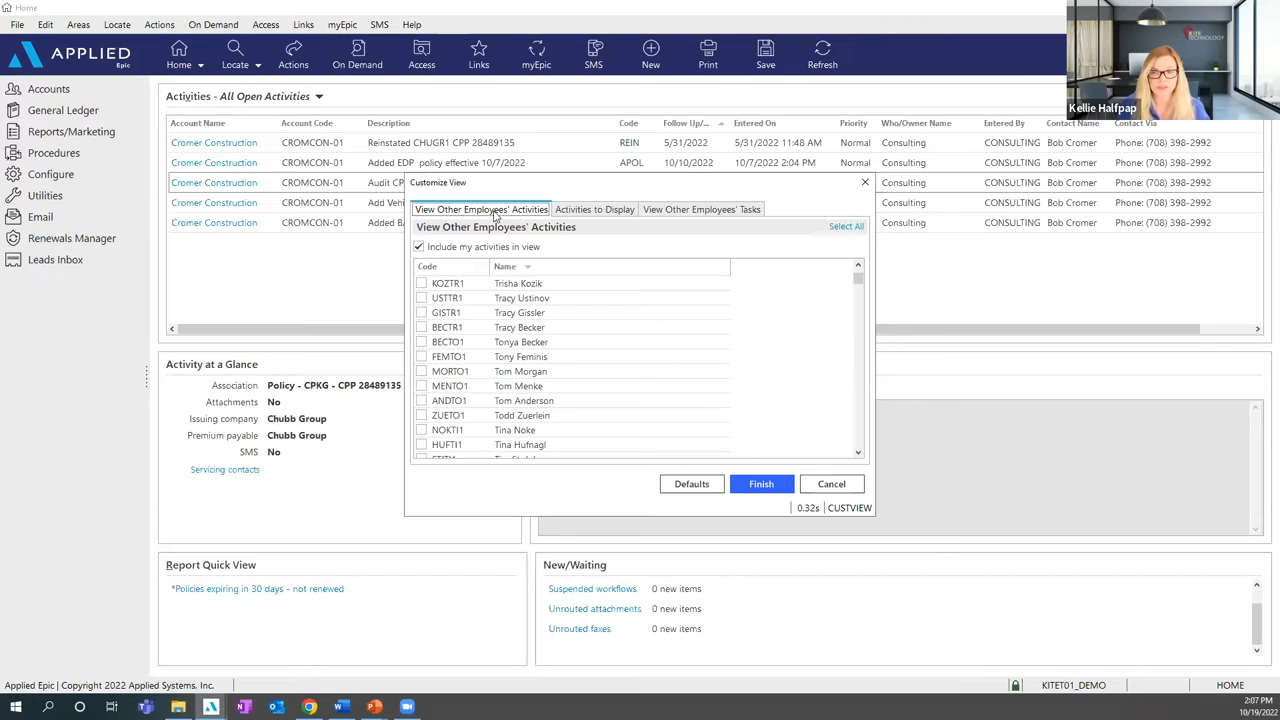 Home
File Edit Areas Locate Actions On Demand Access Links myEpic SMS Help
APPLIED
Epic
Home Locate Actions On Demand Access Links myEpic SMS New Print Save Refresh
KITE
TECHNOLOGY
Kellie Halfpap
Accounts
General Ledger
Reports/Marketing
Procedures
Configure
Utilities
Email
Renewals Manager
Leads Inbox
Activities - All Open Activities
Account Name Account Code Description Code Follow Up/... Entered On Priority Who/Owner Name Entered By Contact Name Contact Via
Cromer Construction CROMCON-01 Reinstated CHUGR1 CPP 28489135 REIN 5/31/2022 5/31/2022 11:48 AM Normal Consulting CONSULTING Bob Cromer Phone: (708) 398-2992
Cromer Construction CROMCON-01 Added EDP policy effective 10/7/2022 APOL 10/10/2022 10/7/2022 2:04 PM Normal Consulting CONSULTING Bob Cromer Phone: (708) 398-2992
Cromer Construction CROMCON-01 Audit CP Consulting CONSULTING Bob Cromer Phone: (708) 398-2992
Cromer Construction CROMCON-01 Add Vehi Consulting CONSULTING Bob Cromer Phone: (708) 398-2992
Cromer Construction CROMCON-01 Added Ba Consulting CONSULTING Bob Cromer Phone: (708) 398-2992
Customize View
View Other Employees' Activities Activities to Display View Other Employees' Tasks
View Other Employees' Activities Select All
Include my activities in view
Code Name
KOZTR1 Trisha Kozik
USTTR1 Tracy Ustinov
GISTR1 Tracy Gissler
BECTR1 Tracy Becker
BECTO1 Tonya Becker
FEMTO1 Tony Feminis
MORTO1 Tom Morgan
MENTO1 Tom Menke
ANDTO1 Tom Anderson
ZUETO1 Todd Zuerlein
NOKTI1 Tina Noke
HUFTI1 Tina Hufnagl
Defaults Finish Cancel
0.32s CUSTVIEW
Activity at a Glance
Association Policy - CPKG - CPP 28489135
Attachments No
Issuing company Chubb Group
Premium payable Chubb Group
SMS No
Servicing contacts
Report Quick View
*Policies expiring in 30 days - not renewed
New/Waiting
Suspended workflows 0 new items
Unrouted attachments 0 new items
Unrouted faxes 0 new items
Applied Epic | Copyright 2022 Applied Systems, Inc. KITET01_DEMO HOME
2:07 PM
10/19/2022